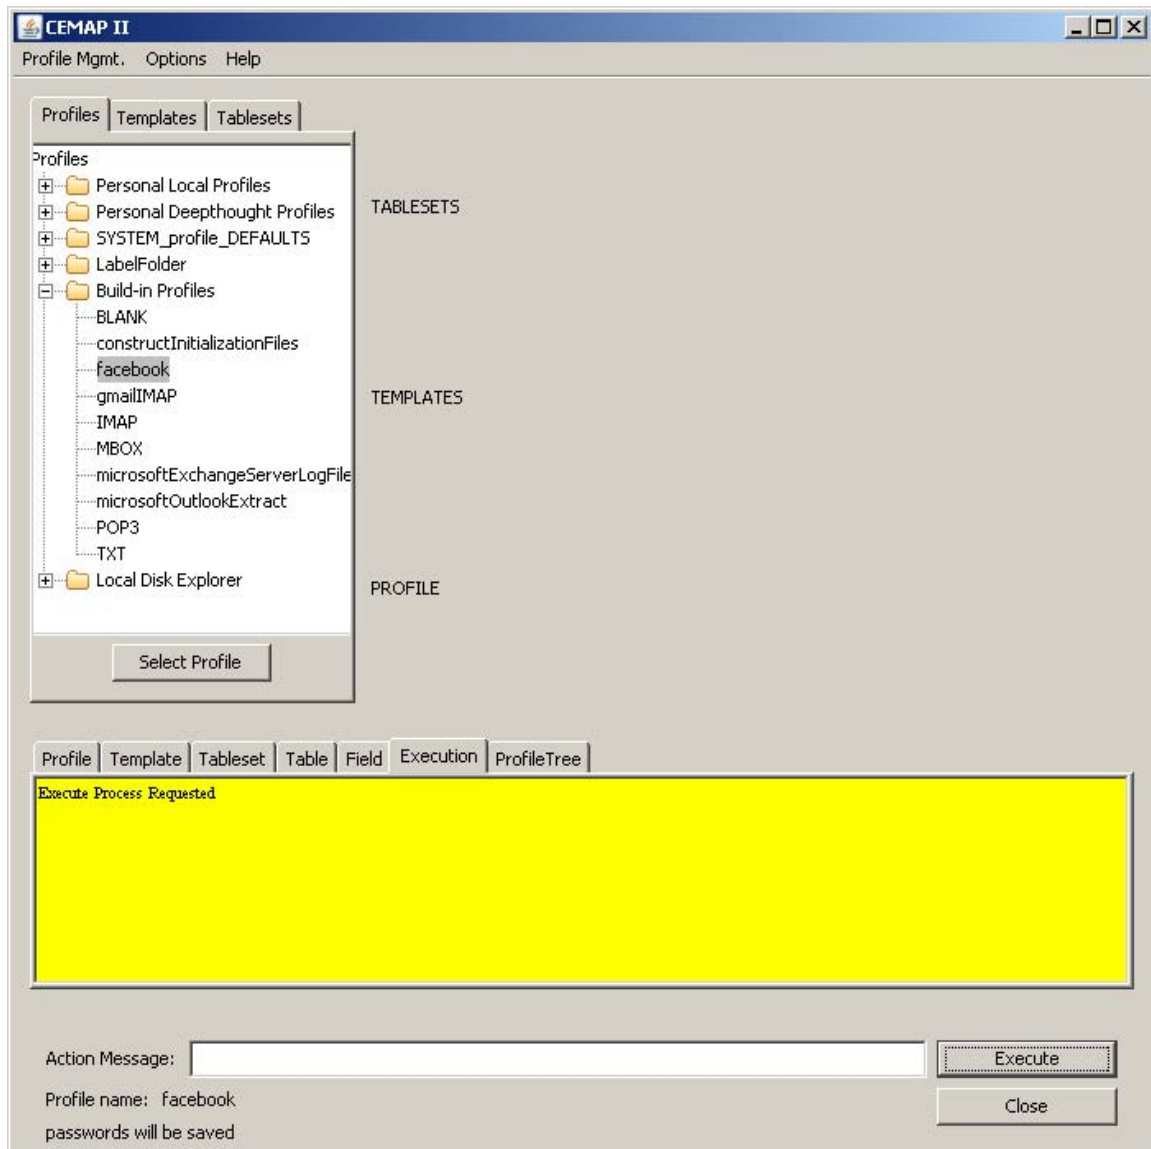 CEMAP II
Profile Mgmt. Options Help
Profiles Templates Tablesets
Profiles
Personal Local Profiles
Personal Deepthought Profiles
SYSTEM_profile_DEFAULTS
LabelFolder
Build-in Profiles
BLANK
constructInitializationFiles
facebook
gmailIMAP
IMAP
MBOX
microsoftExchangeServerLogFile
microsoftOutlookExtract
POP3
TXT
Local Disk Explorer
Select Profile
TABLESETS
TEMPLATES
PROFILE
Profile Template Tableset Table Field Execution ProfileTree
Execute Process Requested
Action Message: Execute
Profile name: facebook Close
passwords will be saved